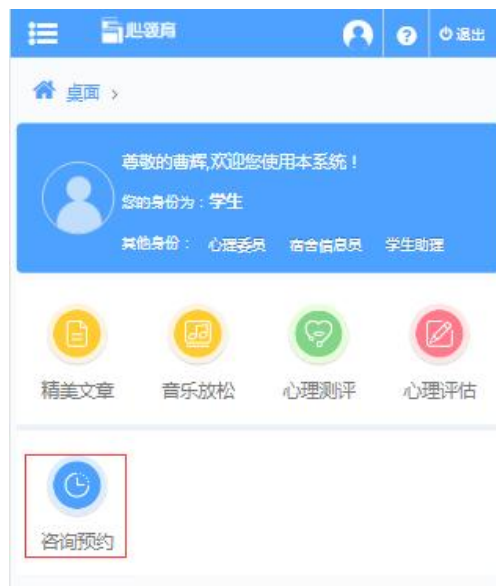 心领育
退出
桌面 >
尊敬的曹辉,欢迎您使用本系统！
您的身份为：学生
其他身份： 心理委员 宿舍信息员 学生助理
精美文章 音乐放松 心理测评 心理评估
咨询预约